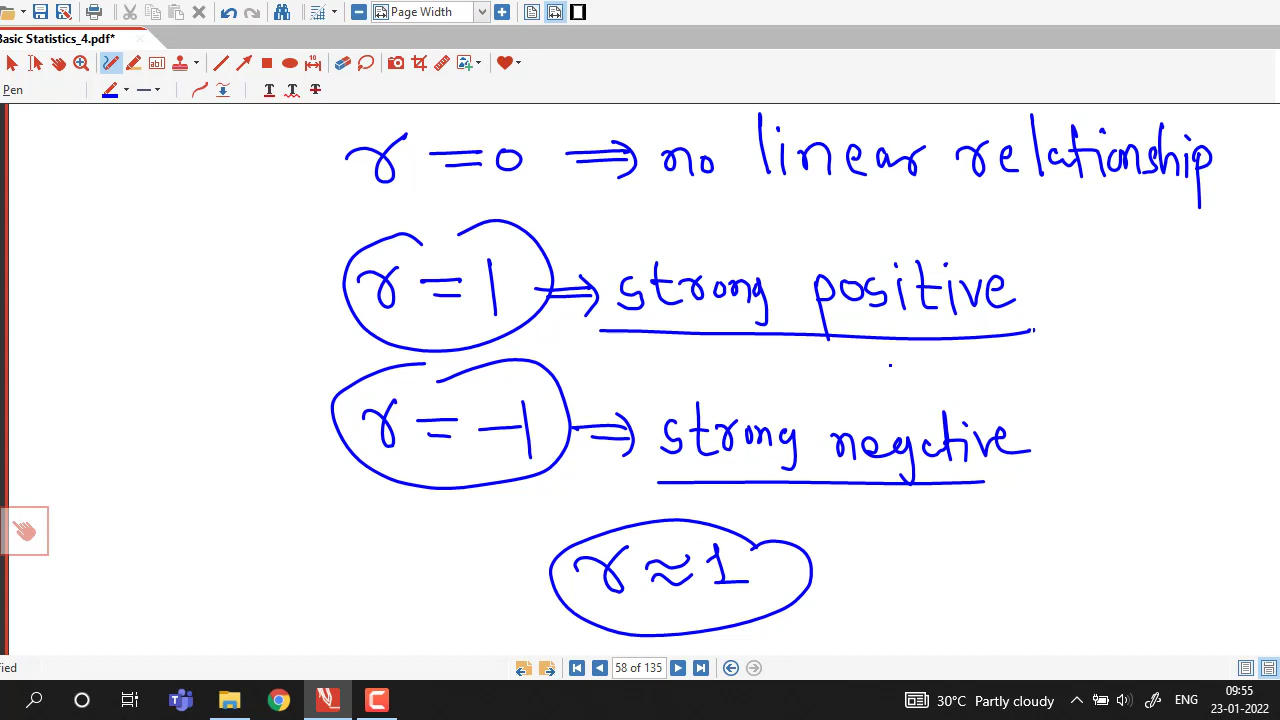 Page Width
Basic Statistics_4.pdf*
10
Pen
T T T
r = 0 ⇒ no linear relationship
r = 1 ⇒ strong positive
r = -1 ⇒ strong negative
r ≈ 1
58 of 135
30°C Partly cloudy
ENG
09:55
23-01-2022